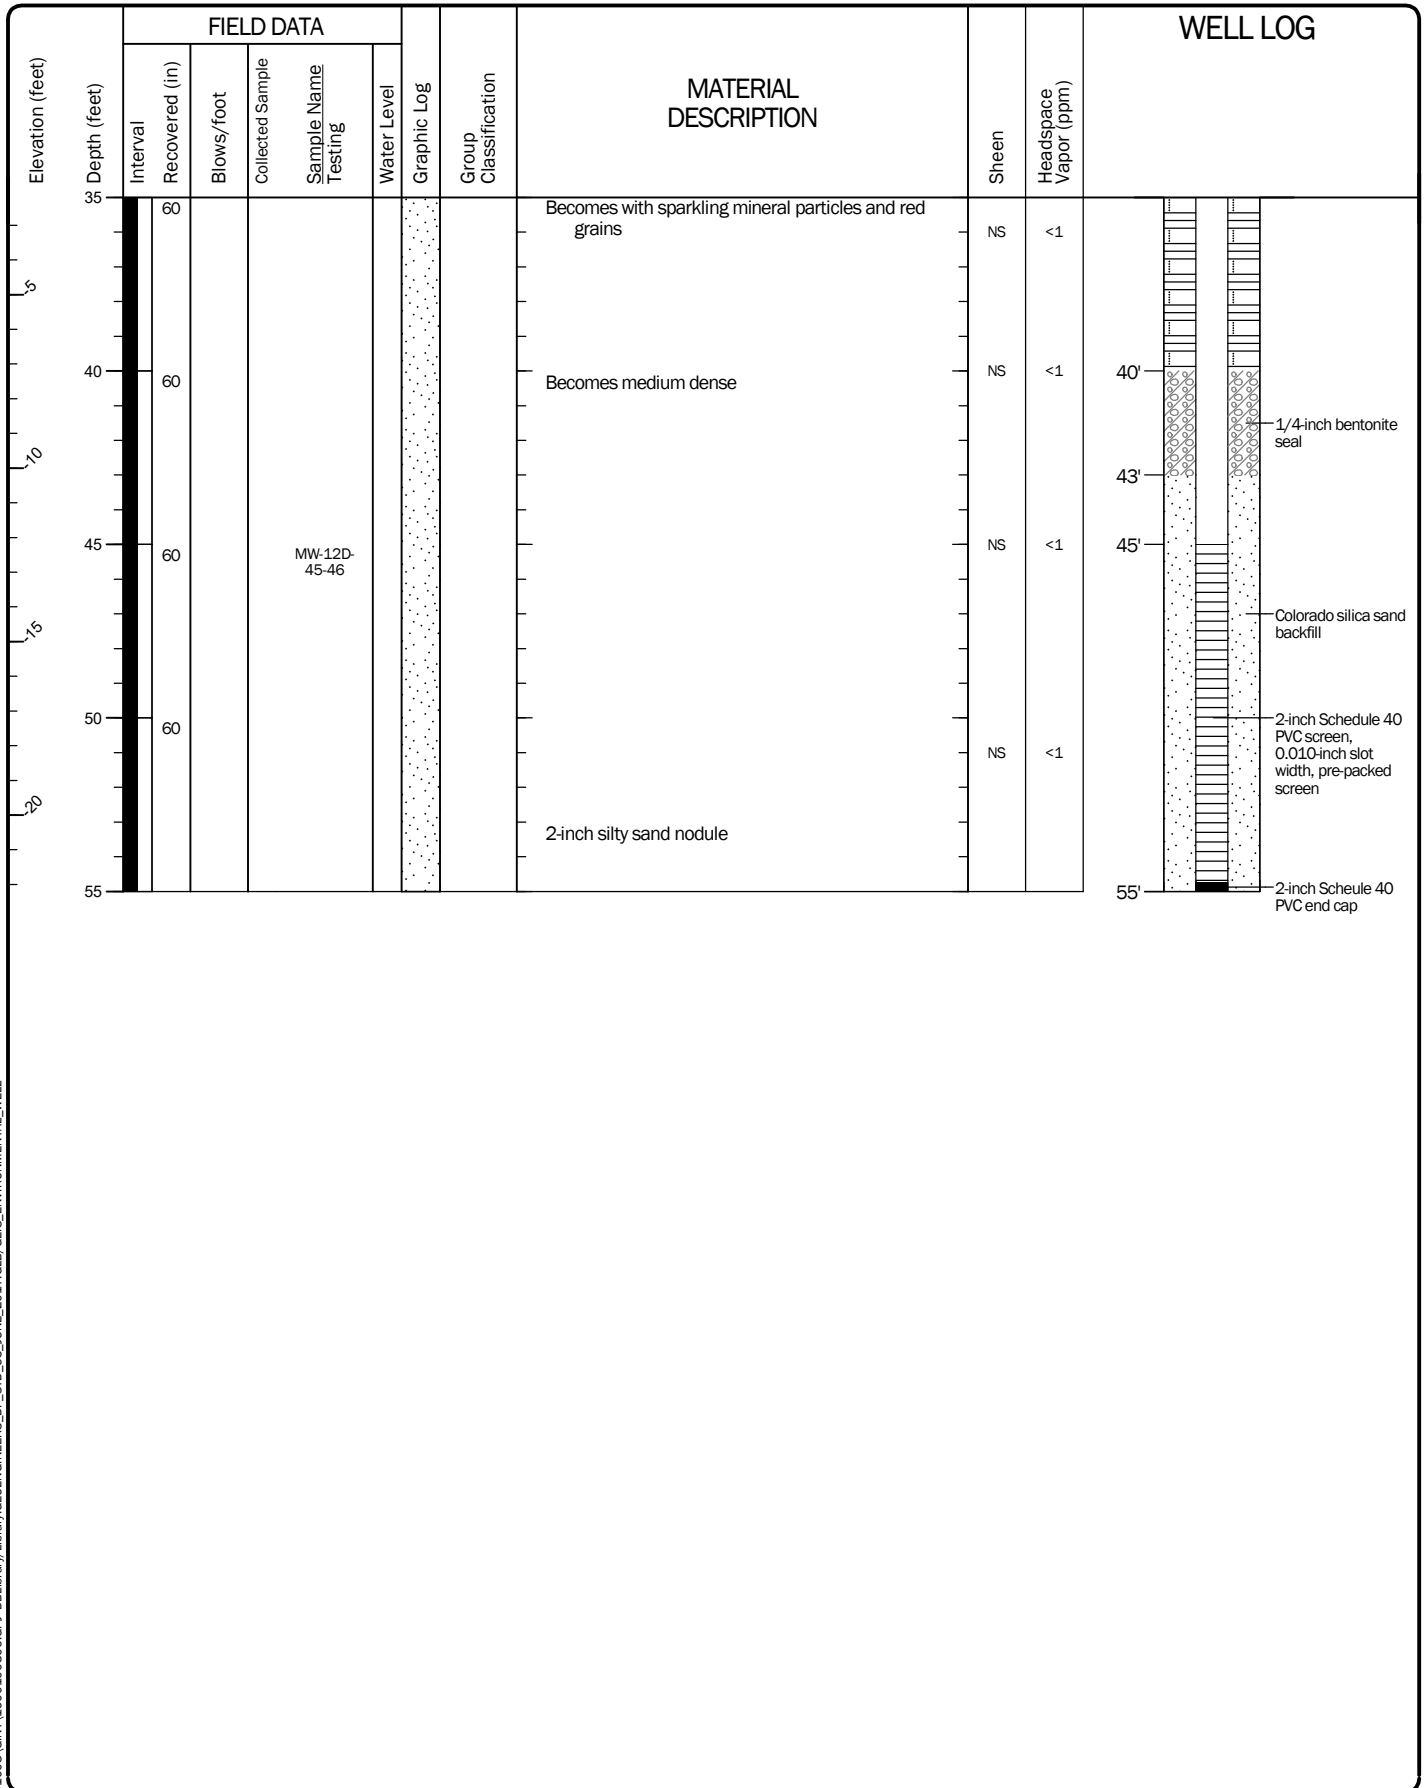 FIELD DATA
WELL LOG
Elevation (feet)
Depth (feet)
Interval
Recovered (in)
Blows/foot
Collected Sample
Sample Name
Testing
Water Level
Graphic Log
Group
Classification
MATERIAL
DESCRIPTION
Sheen
Headspace
Vapor (ppm)
35
60
Becomes with sparkling mineral particles and red
grains
NS
<1
-5
40
60
Becomes medium dense
NS
<1
40'
1/4-inch bentonite
seal
-10
43'
45
60
MW-12D-
45-46
NS
<1
45'
Colorado silica sand
backfill
-15
50
60
NS
<1
2-inch Schedule 40
PVC screen,
0.010-inch slot
width, pre-packed
screen
-20
2-inch silty sand nodule
55
55'
2-inch Scheule 40
PVC end cap